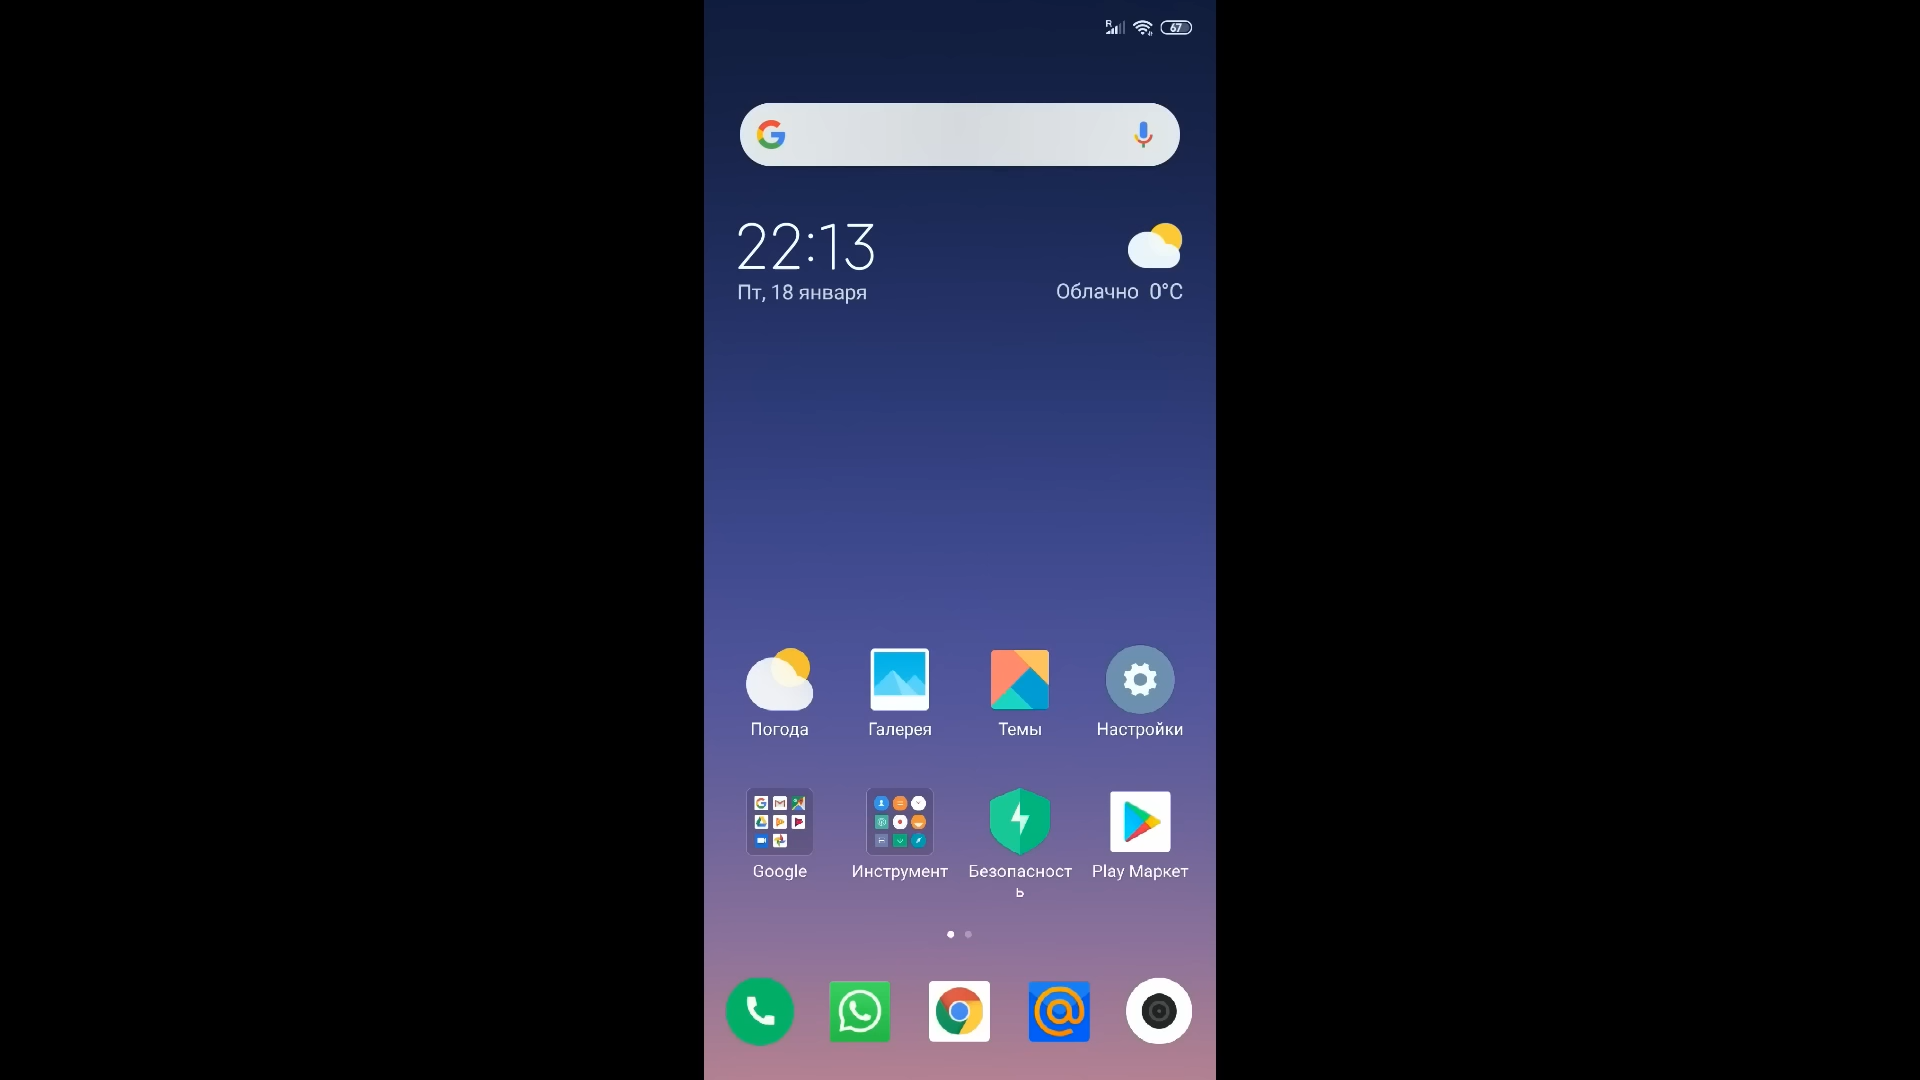 R
67
22:13
Пт, 18 января
Облачно 0°C
Погода
Галерея
Темы
Настройки
Google
Инструмент
Безопасност
ь
Play Маркет